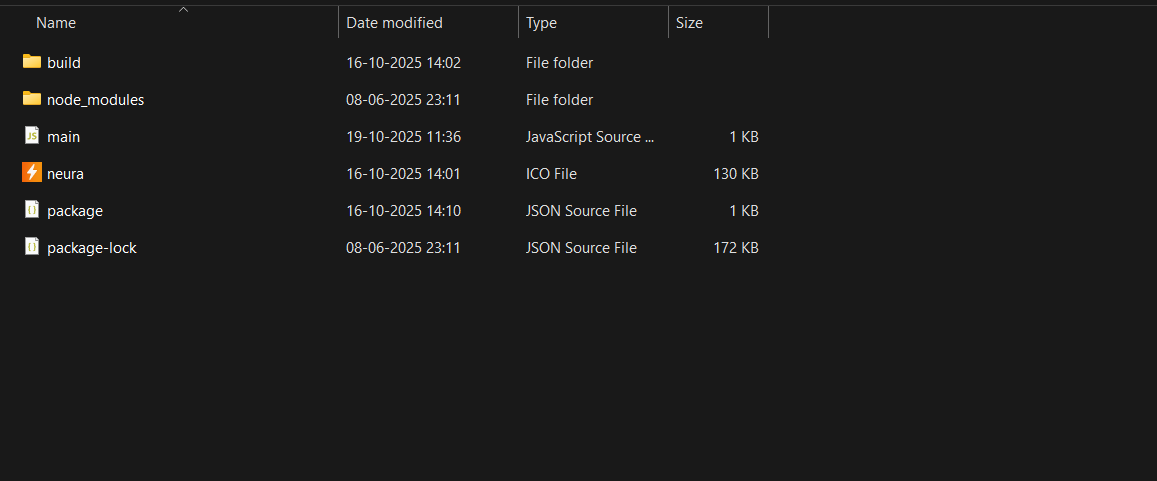 Name Date modified Type Size
build 16-10-2025 14:02 File folder
node_modules 08-06-2025 23:11 File folder
JS main 19-10-2025 11:36 JavaScript Source ... 1 KB
neura 16-10-2025 14:01 ICO File 130 KB
package 16-10-2025 14:10 JSON Source File 1 KB
package-lock 08-06-2025 23:11 JSON Source File 172 KB